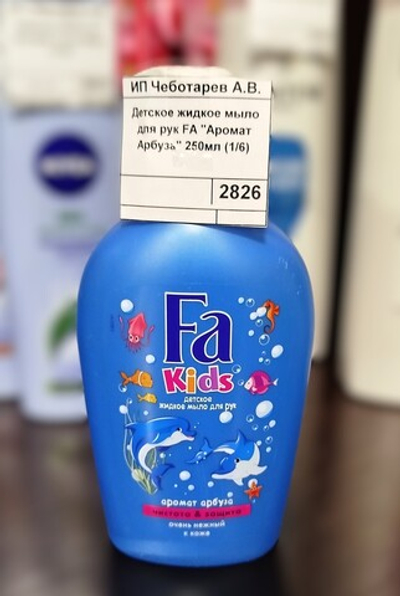 ИП Чеботарев А.В.
Детское жидкое мыло
для рук FA "Аромат
Арбуза" 250мл (1/6)
2826
NIVEA
Fa
Kids
детское
жидкое мыло для рук
аромат арбуза
чистота & защита
очень нежный
к коже